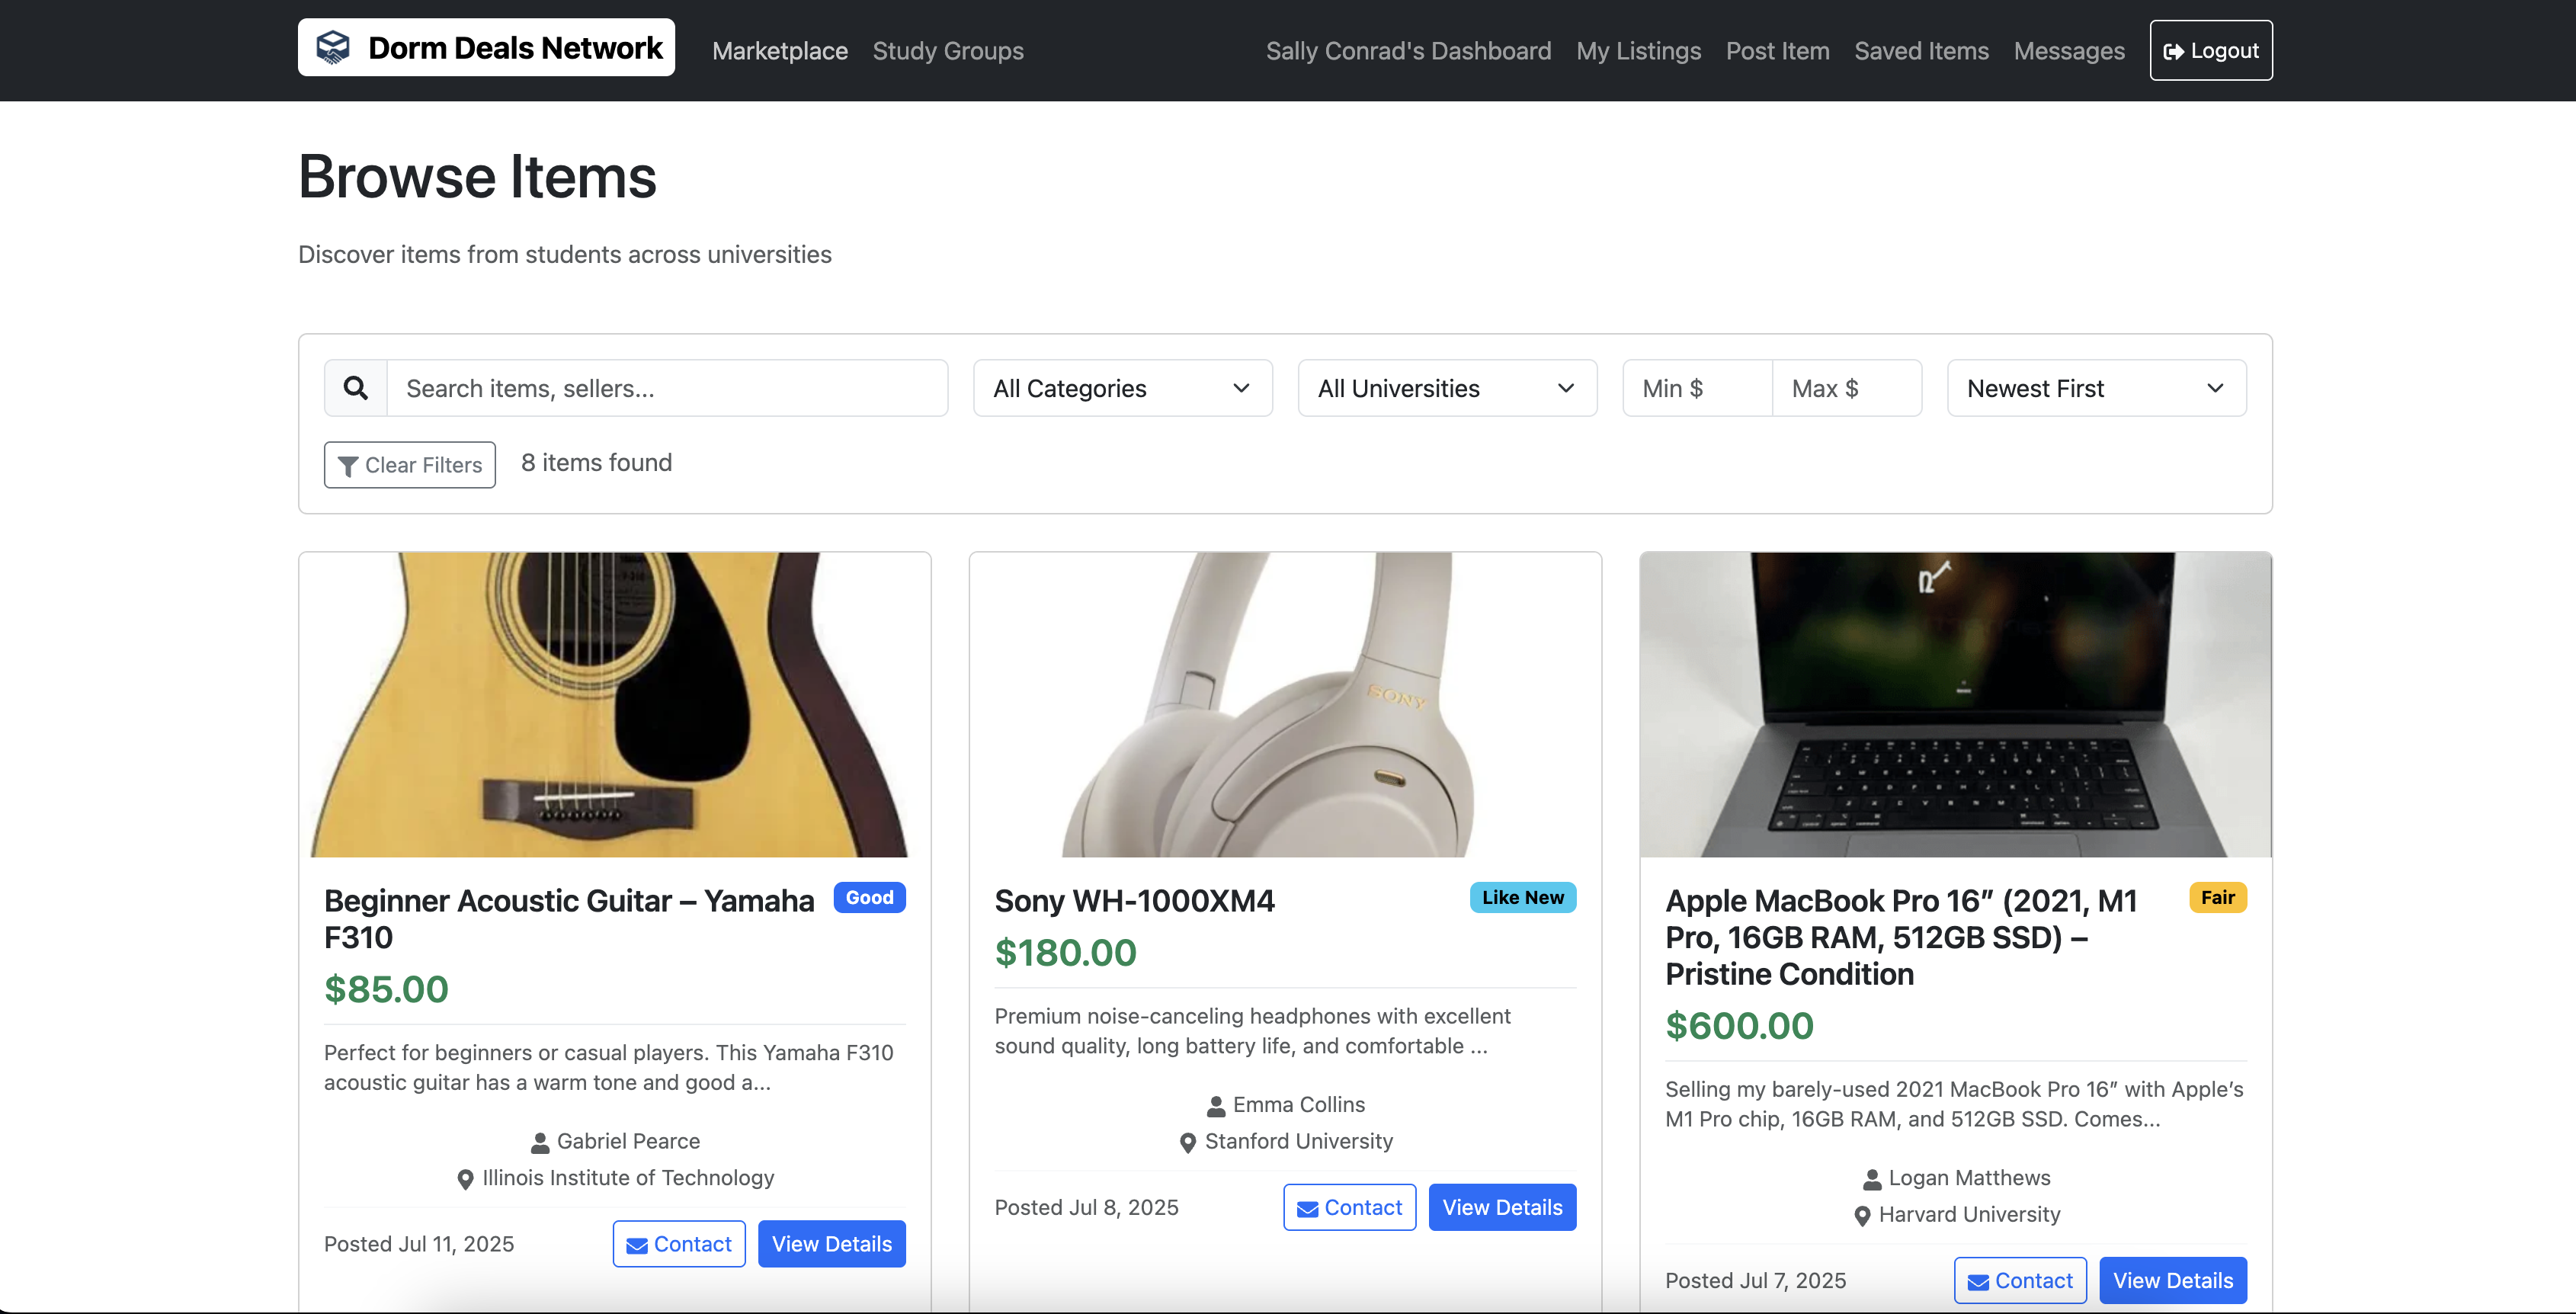 Dorm Deals Network
Marketplace
Study Groups
Sally Conrad's Dashboard
My Listings
Post Item
Saved Items
Messages
Logout
Browse Items
Discover items from students across universities
Search items, sellers...
All Categories
All Universities
Min $
Max $
Newest First
Clear Filters
8 items found
Beginner Acoustic Guitar – Yamaha
F310
Good
$85.00
Perfect for beginners or casual players. This Yamaha F310
acoustic guitar has a warm tone and good a...
Gabriel Pearce
Illinois Institute of Technology
Posted Jul 11, 2025
Contact
View Details
SONY
Sony WH-1000XM4
Like New
$180.00
Premium noise-canceling headphones with excellent
sound quality, long battery life, and comfortable ...
Emma Collins
Stanford University
Posted Jul 8, 2025
Contact
View Details
Apple MacBook Pro 16” (2021, M1
Pro, 16GB RAM, 512GB SSD) –
Pristine Condition
Fair
$600.00
Selling my barely-used 2021 MacBook Pro 16” with Apple’s
M1 Pro chip, 16GB RAM, and 512GB SSD. Comes...
Logan Matthews
Harvard University
Posted Jul 7, 2025
Contact
View Details